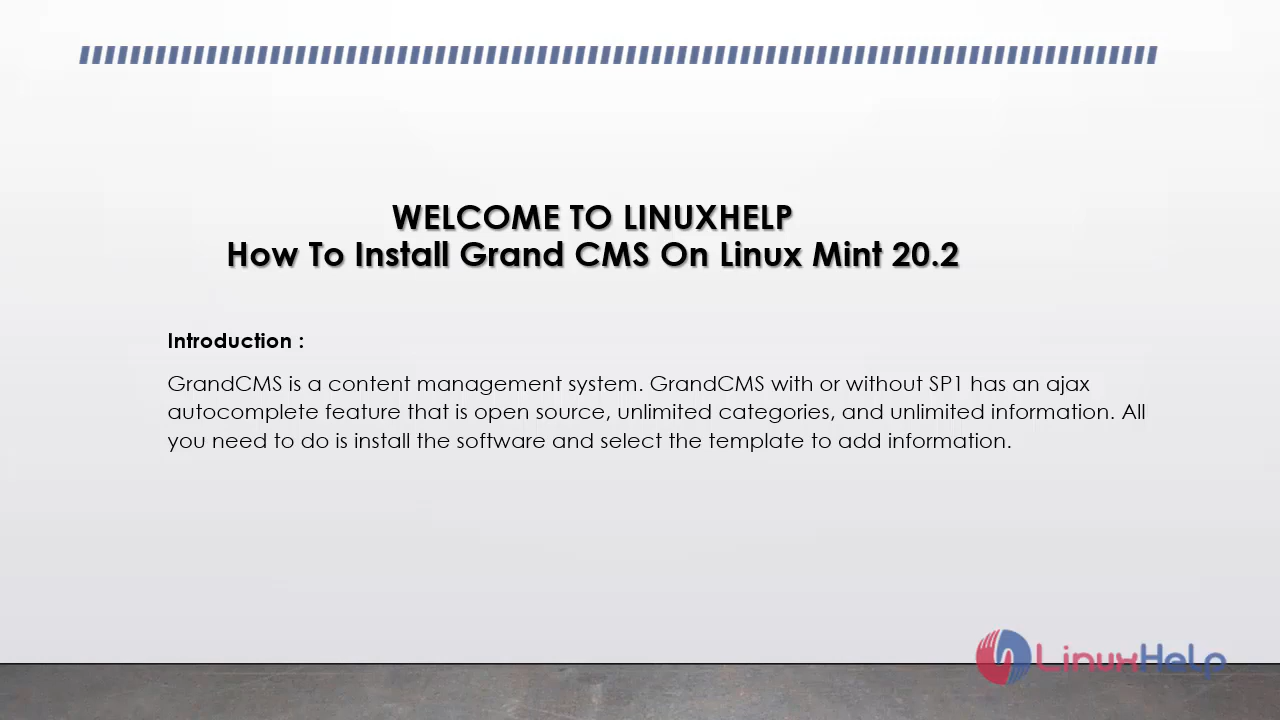 WELCOME TO LINUXHELP
How To Install Grand CMS On Linux Mint 20.2
Introduction :
GrandCMS is a content management system. GrandCMS with or without SP1 has an ajax
autocomplete feature that is open source, unlimited categories, and unlimited information. All
you need to do is install the software and select the template to add information.
LinuxHelp